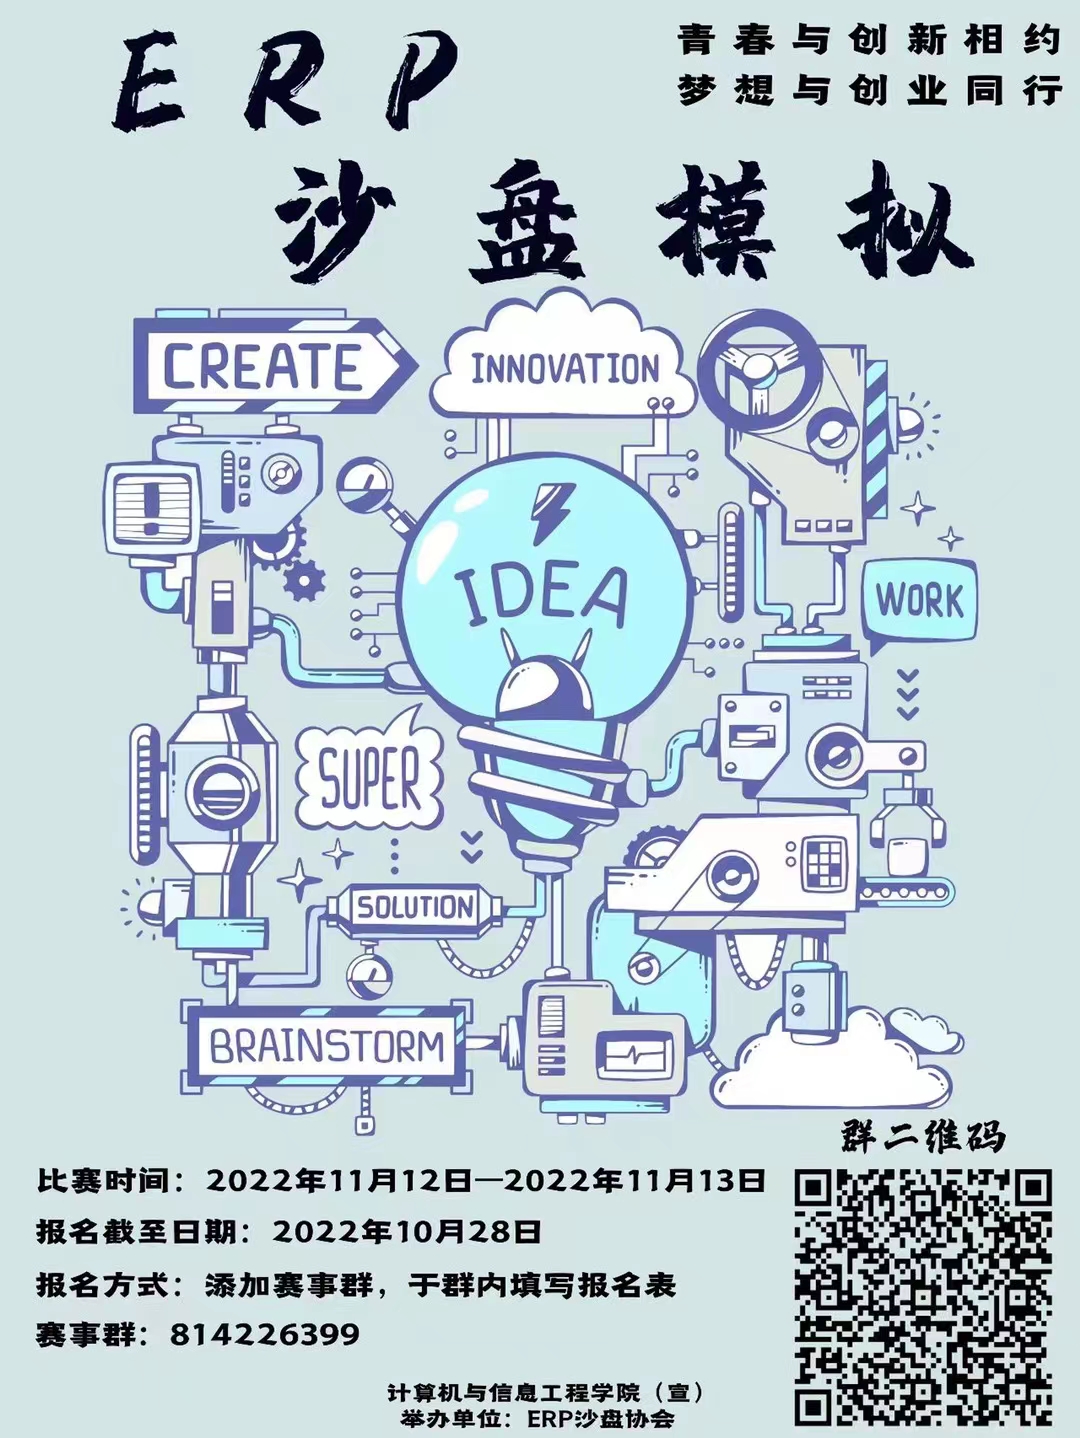 ERP
青春与创新相约
梦想与创业同行
沙盘模拟
CREATE
INNOVATION
IDEA
WORK
SUPER
SOLUTION
BRAINSTORM
群二维码
比赛时间：2022年11月12日—2022年11月13日
报名截至日期：2022年10月28日
报名方式：添加赛事群，于群内填写报名表
赛事群：814226399
计算机与信息工程学院（宣）
举办单位：ERP沙盘协会